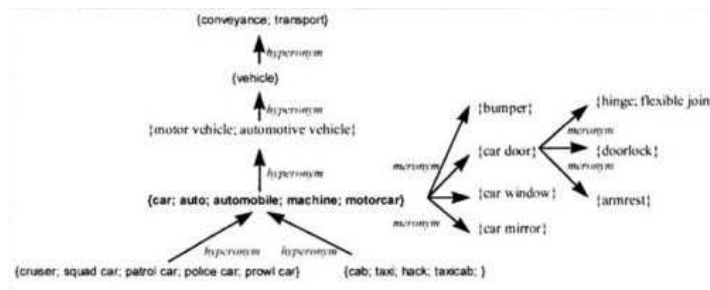 {conveyance; transport}
hyperonym
{vehicle}
hyperonym
{motor vehicle; automotive vehicle}
hyperonym
{car; auto; automobile; machine; motorcar}
hyperonym
hyperonym
{cruiser; squad car; patrol car; police car; prowl car}
{cab; taxi; hack; taxicab; }
meronym
meronym
{bumper}
{car door}
{car window}
{car mirror}
meronym
meronym
{hinge; flexible join
{doorlock}
{armrest}